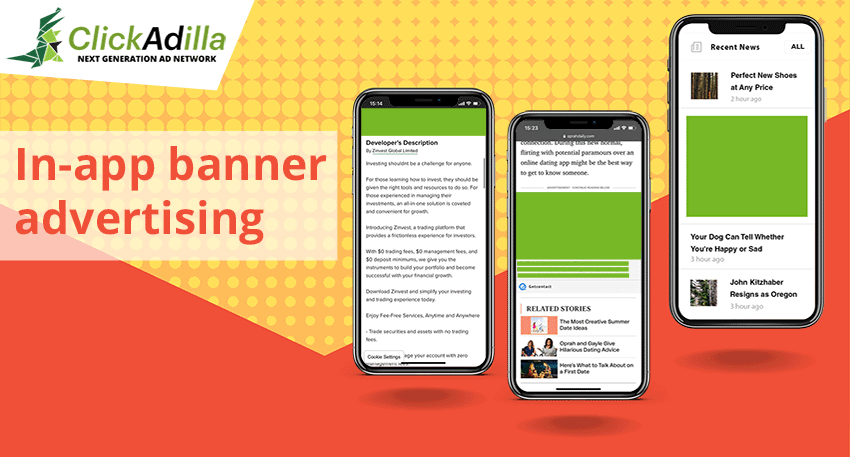 ClickAdilla
NEXT GENERATION AD NETWORK
In-app banner
advertising
15:14
Developer's Description
By Zinvest Global Limited
Investing shouldnt be a challenge for anyone.
For those learning how to invest, they should be
given the right tools and resources to do so. For
those experienced in managing their
investments, an all-in-one solution is coveted
and convenient for growth.
Introducing Zinvest, a trading platform that
provides a frictionless experience for investors.
With $0 trading fees, $0 management fees, and
$0 deposit minimums, we give you the
instruments to build your portfolio and become
successful with your financial growth.
Download Zinvest and simplify your investing
and trading experience today.
Enjoy Fee-Free Services, Anytime and Anywhere
- Trade securities and assets with no trading
fees.
Cookie Settings
age your account with zero
15:23
oprahdaily.com
connection. During this new normal,
flirting with potential paramours over an
online dating app might be the best way
to get to know someone.
ADVERTISEMENT - CONTINUE READING BELOW
Getcontact
RELATED STORIES
The Most Creative Summer
Date Ideas
Oprah and Gayle Give
Hilarious Dating Advice
Here's What to Talk About on
a First Date
Recent News ALL
Perfect New Shoes
at Any Price
2 hour ago
Your Dog Can Tell Whether
You're Happy or Sad
3 hour ago
John Kitzhaber
Resigns as Oregon
3 hour ago